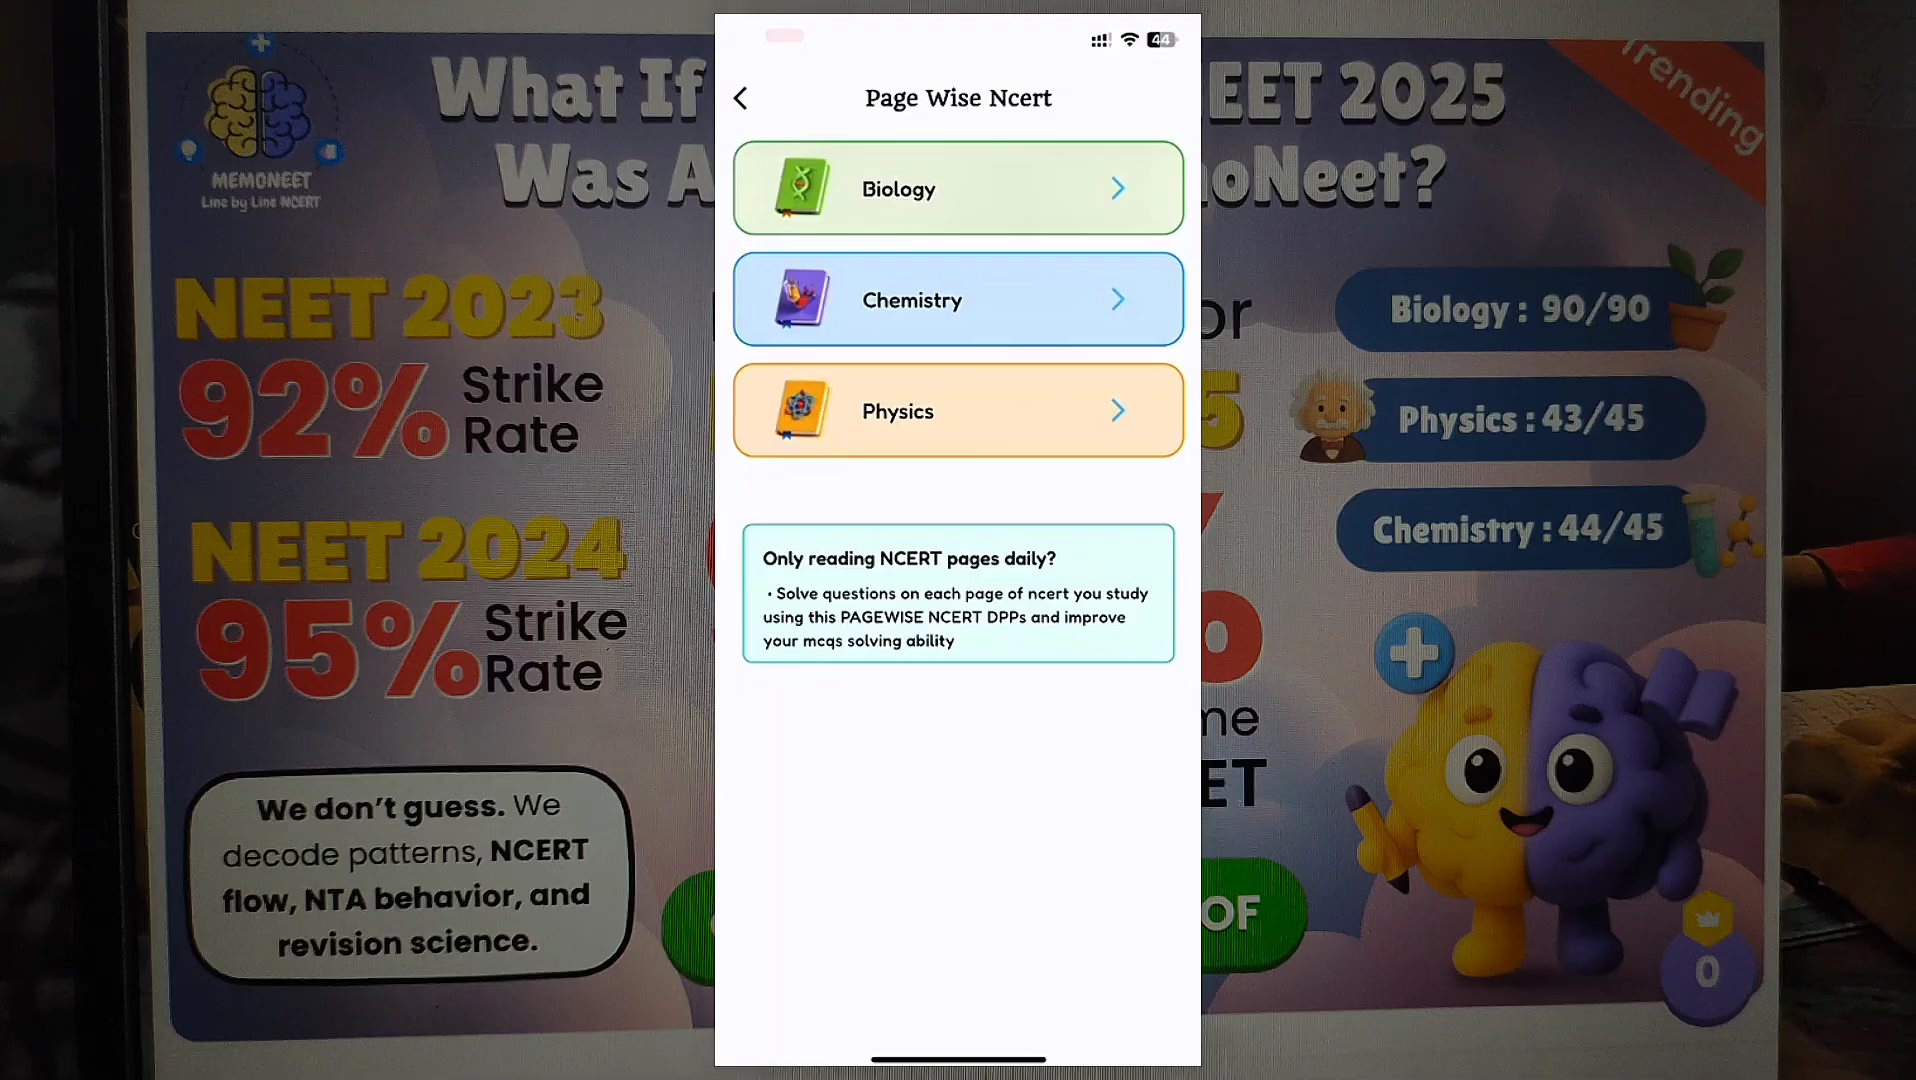 What If
EET 2025
Was A
moNeet?
Trending
MEMONEET
Line by Line NCERT
NEET 2023
92% Strike
Rate
NEET 2024
95% Strike
Rate
We don't guess. We
decode patterns, NCERT
flow, NTA behavior, and
revision science.
44
Page Wise Ncert
Biology
Chemistry
Physics
Only reading NCERT pages daily?
• Solve questions on each page of ncert you study
using this PAGEWISE NCERT DPPs and improve
your mcqs solving ability
or
5
me
ET
OF
Biology : 90/90
Physics : 43/45
Chemistry : 44/45
0